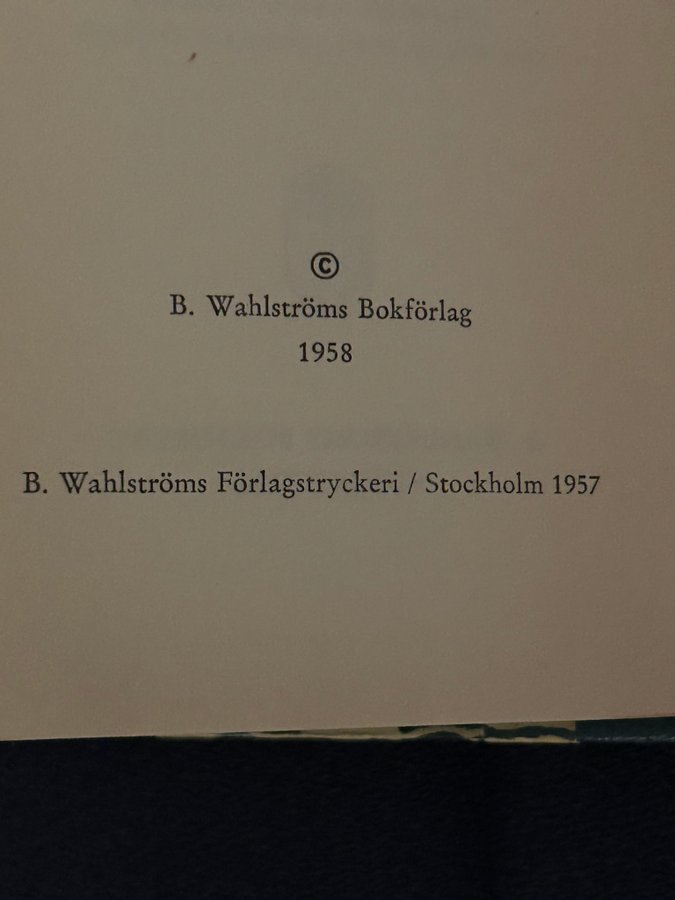 ©
B. Wahlströms Bokförlag
1958
B. Wahlströms Förlagstryckeri / Stockholm 1957